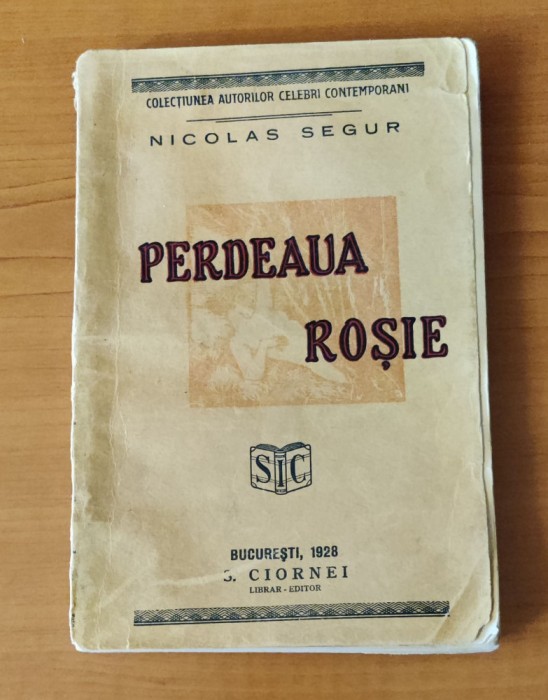 COLECȚIUNEA AUTORILOR CELEBRI CONTEMPORANI
NICOLAS SEGUR
PERDEAUA
ROȘIE
SIC
BUCUREȘTI, 1928
S. CIORNEI
LIBRAR - EDITOR